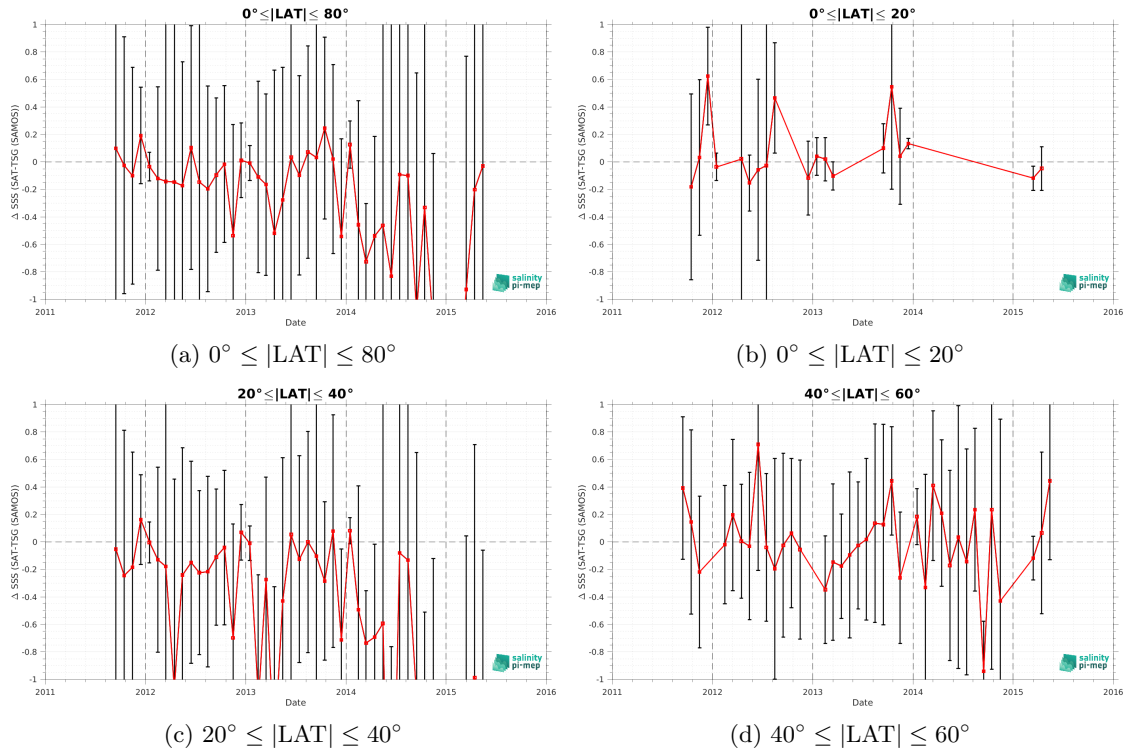 0°≤|LAT|≤ 80°
Δ SSS (SAT-TSG (SAMOS))
1
0.8
0.6
0.4
0.2
0
-0.2
-0.4
-0.6
-0.8
-1
2011 2012 2013 2014 2015 2016
Date
salinity
pi-mep
(a) 0° ≤ |LAT| ≤ 80°
0°≤|LAT|≤ 20°
Δ SSS (SAT-TSG (SAMOS))
1
0.8
0.6
0.4
0.2
0
-0.2
-0.4
-0.6
-0.8
-1
2011 2012 2013 2014 2015 2016
Date
salinity
pi-mep
(b) 0° ≤ |LAT| ≤ 20°
20°≤|LAT|≤ 40°
Δ SSS (SAT-TSG (SAMOS))
1
0.8
0.6
0.4
0.2
0
-0.2
-0.4
-0.6
-0.8
-1
2011 2012 2013 2014 2015 2016
Date
salinity
pi-mep
(c) 20° ≤ |LAT| ≤ 40°
40°≤|LAT|≤ 60°
Δ SSS (SAT-TSG (SAMOS))
1
0.8
0.6
0.4
0.2
0
-0.2
-0.4
-0.6
-0.8
-1
2011 2012 2013 2014 2015 2016
Date
salinity
pi-mep
(d) 40° ≤ |LAT| ≤ 60°